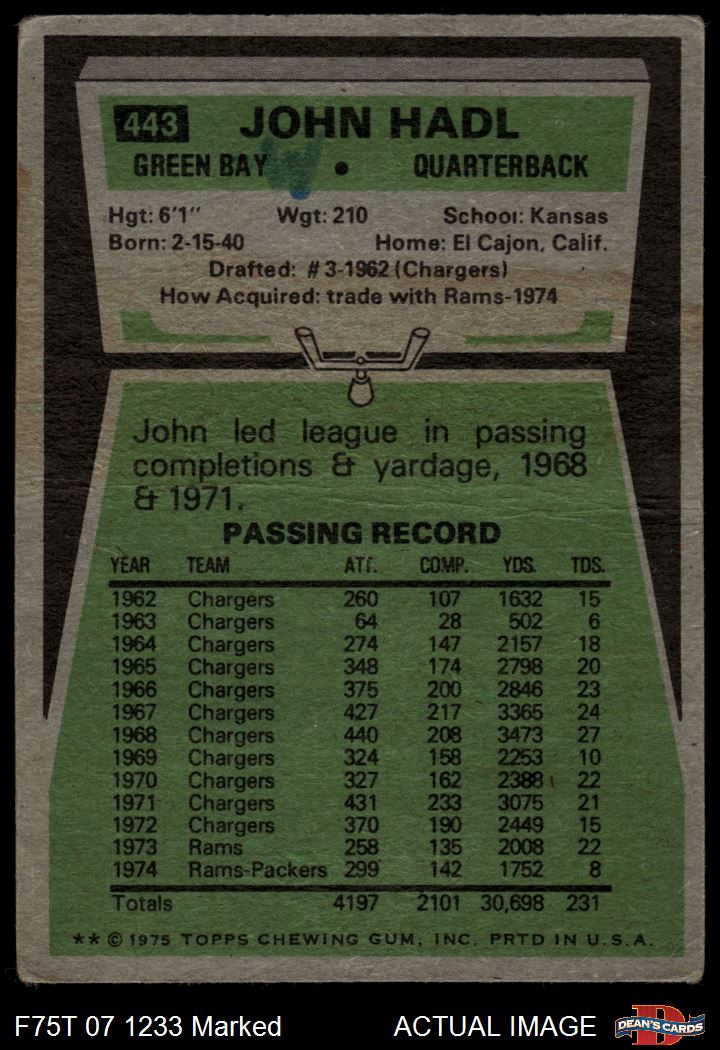 443 JOHN HADL
GREEN BAY • QUARTERBACK
Hgt: 6'1" Wgt: 210 School: Kansas
Born: 2-15-40 Home: El Cajon, Calif.
Drafted: #3-1962 (Chargers)
How Acquired: trade with Rams-1974
John led league in passing
completions & yardage, 1968
& 1971.
PASSING RECORD
YEAR TEAM ATT. COMP. YDS. TDS.
1962 Chargers 260 107 1632 15
1963 Chargers 64 28 502 6
1964 Chargers 274 147 2157 18
1965 Chargers 348 174 2798 20
1966 Chargers 375 200 2846 23
1967 Chargers 427 217 3365 24
1968 Chargers 440 208 3473 27
1969 Chargers 324 158 2253 10
1970 Chargers 327 162 2388 22
1971 Chargers 431 233 3075 21
1972 Chargers 370 190 2449 15
1973 Rams 258 135 2008 22
1974 Rams-Packers 299 142 1752 8
Totals 4197 2101 30,698 231
** © 1975 TOPPS CHEWING GUM, INC. PRTD IN U.S.A.
F75T 07 1233 Marked ACTUAL IMAGE DEAN'S CARDS